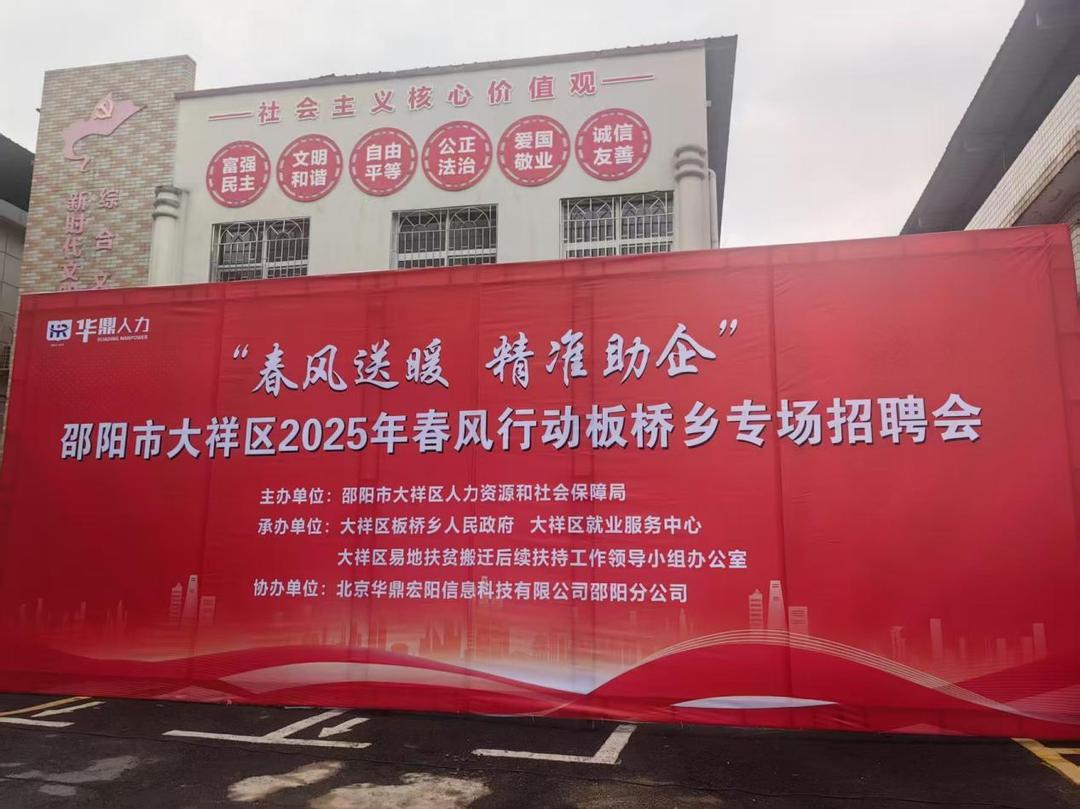 社会主义核心价值观
富强 民主
文明 和谐
自由 平等
公正 法治
爱国 敬业
诚信 友善
综合文
新时代文明
HR 华鼎人力
HUADING MANPOWER
“春风送暖 精准助企”
邵阳市大祥区2025年春风行动板桥乡专场招聘会
主办单位：邵阳市大祥区人力资源和社会保障局
承办单位：大祥区板桥乡人民政府 大祥区就业服务中心
大祥区易地扶贫搬迁后续扶持工作领导小组办公室
协办单位：北京华鼎宏阳信息科技有限公司邵阳分公司